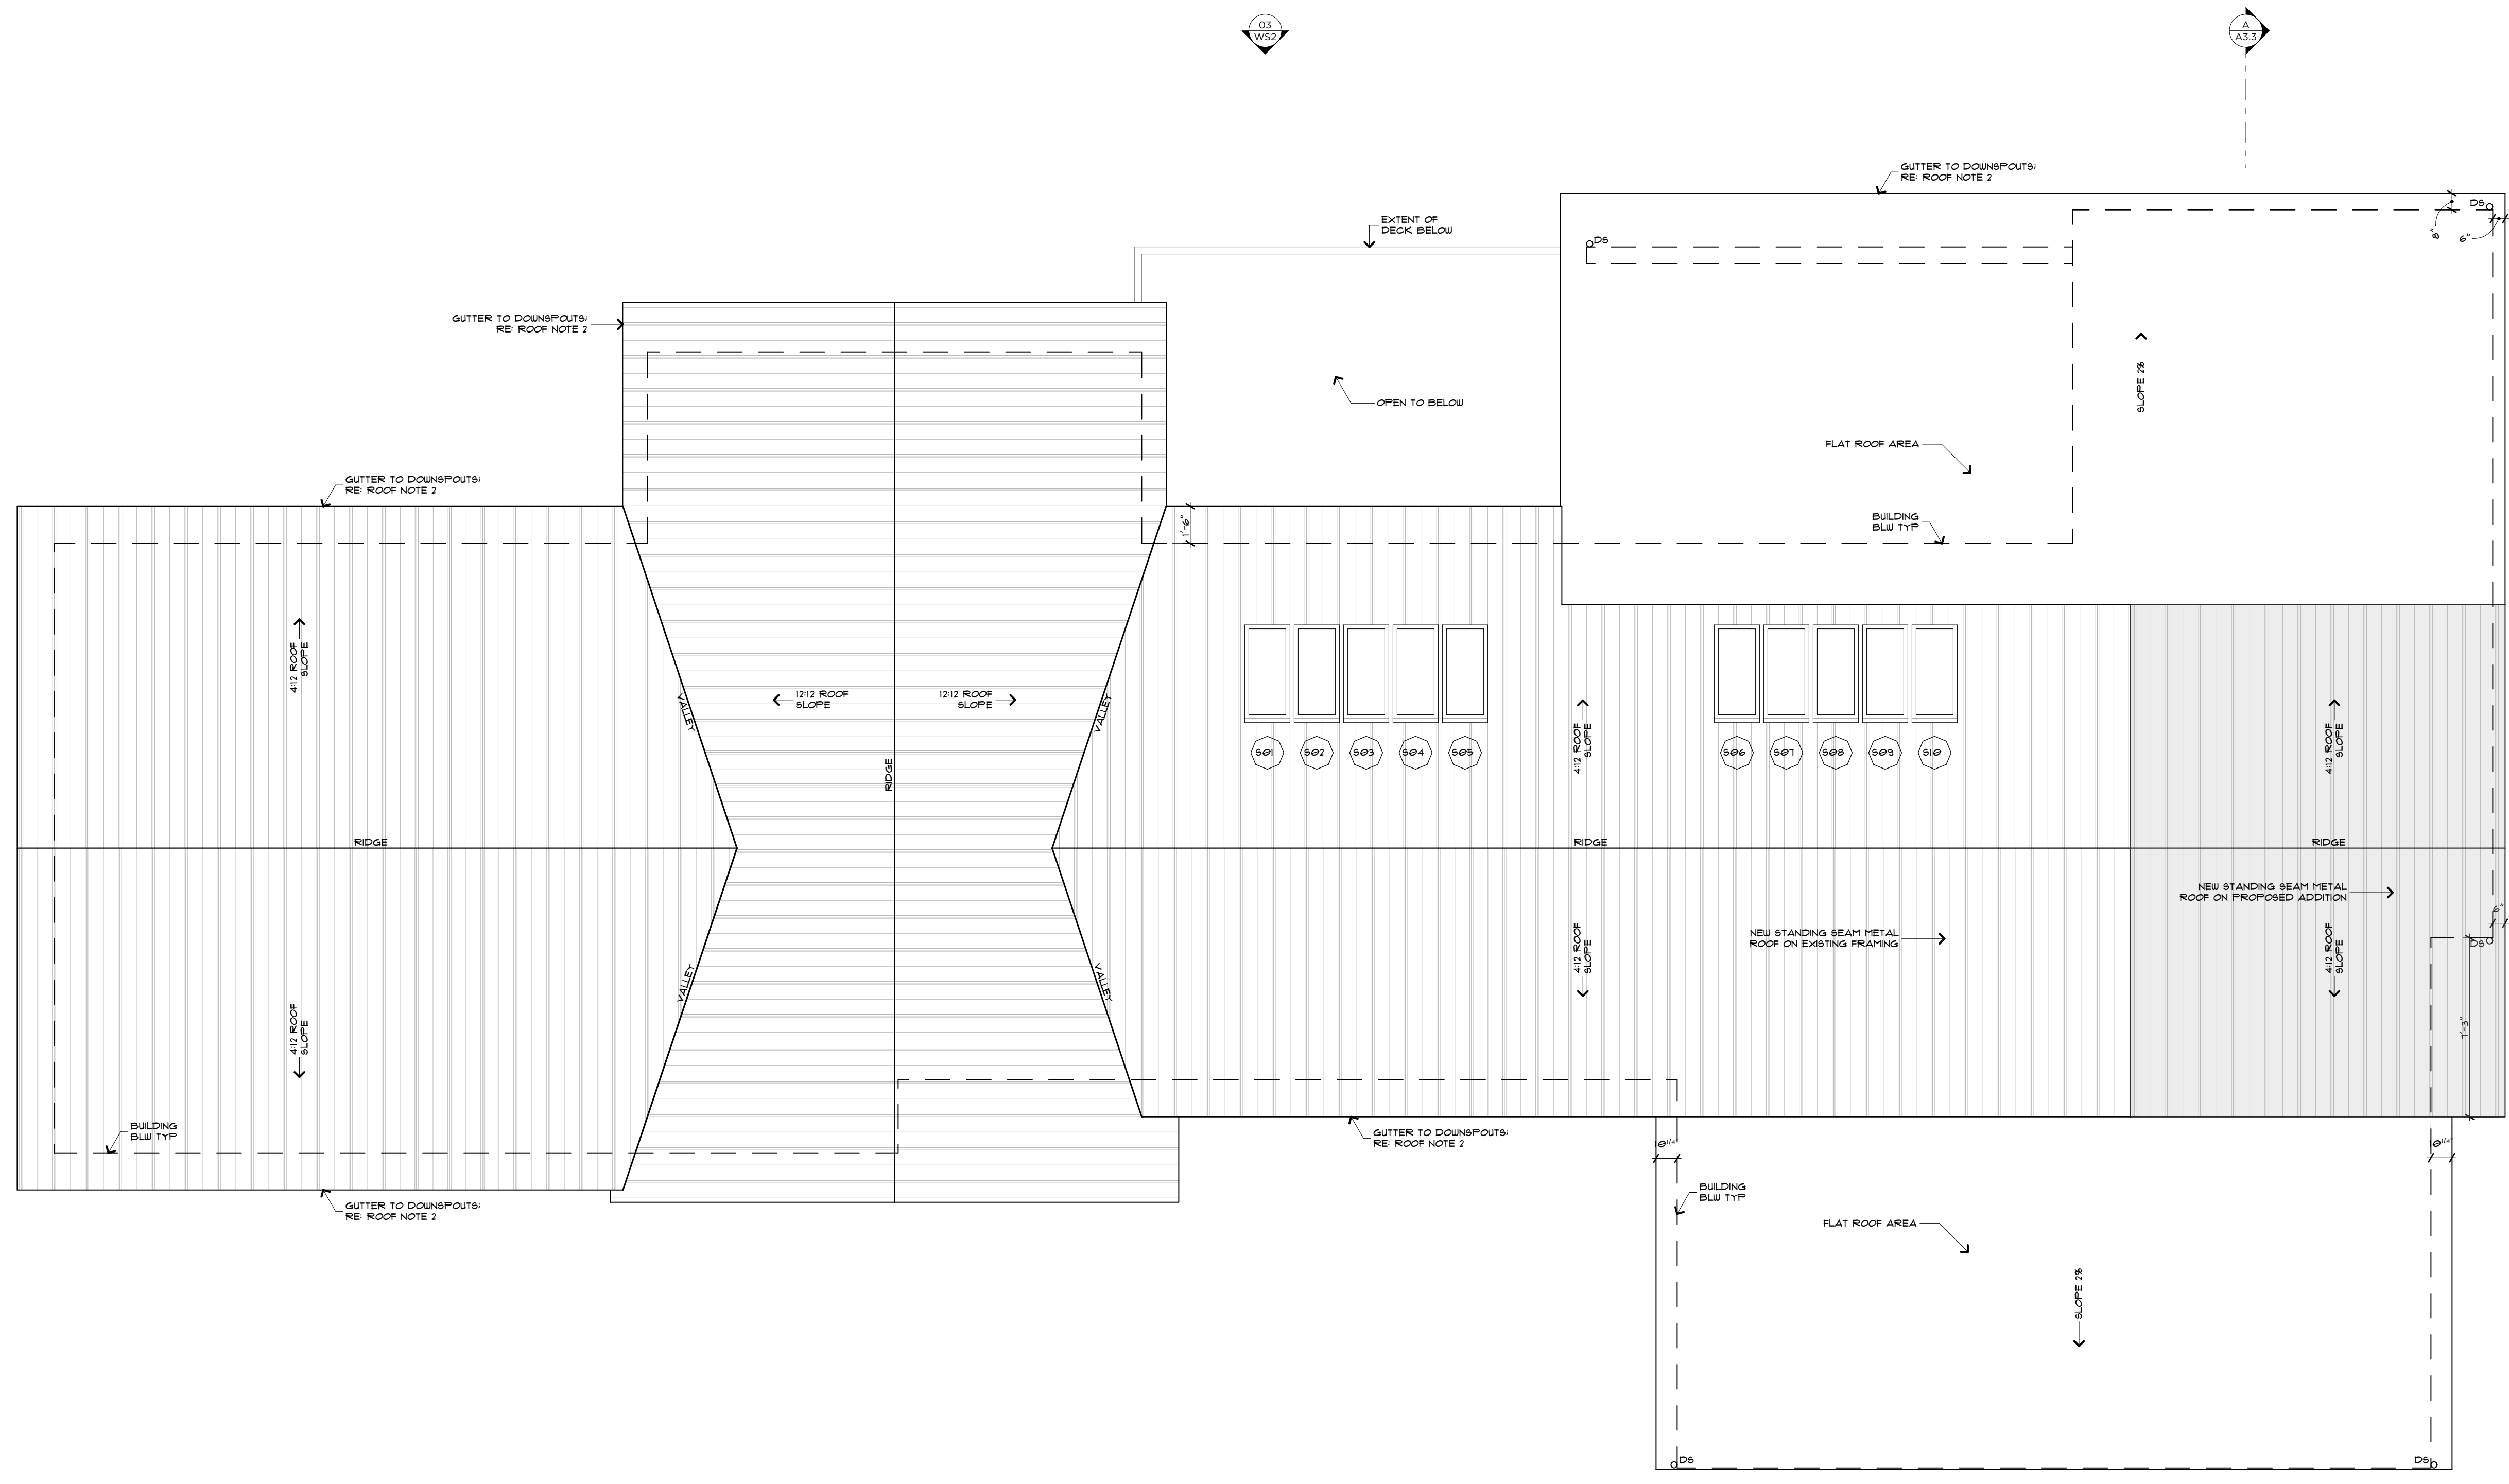 03
WS2
A
A3.3
GUTTER TO DOWNSPOUTS;
RE: ROOF NOTE 2
DS
8"
6"
EXTENT OF
DECK BELOW
DS
GUTTER TO DOWNSPOUTS;
RE: ROOF NOTE 2
SLOPE 2%
OPEN TO BELOW
FLAT ROOF AREA
GUTTER TO DOWNSPOUTS;
RE: ROOF NOTE 2
1'-6"
BUILDING
BLW TYP
4:12 ROOF
SLOPE
VALLEY
12:12 ROOF
SLOPE
12:12 ROOF
SLOPE
VALLEY
RIDGE
4:12 ROOF
SLOPE
4:12 ROOF
SLOPE
S01
S02
S03
S04
S05
S06
S07
S08
S09
S10
RIDGE
RIDGE
RIDGE
NEW STANDING SEAM METAL
ROOF ON PROPOSED ADDITION
6"
NEW STANDING SEAM METAL
ROOF ON EXISTING FRAMING
DS
4:12 ROOF
SLOPE
4:12 ROOF
SLOPE
VALLEY
VALLEY
4:12 ROOF
SLOPE
7'-3"
BUILDING
BLW TYP
GUTTER TO DOWNSPOUTS;
RE: ROOF NOTE 2
10 1/4"
10 1/4"
BUILDING
BLW TYP
GUTTER TO DOWNSPOUTS;
RE: ROOF NOTE 2
FLAT ROOF AREA
SLOPE 2%
DS
DS